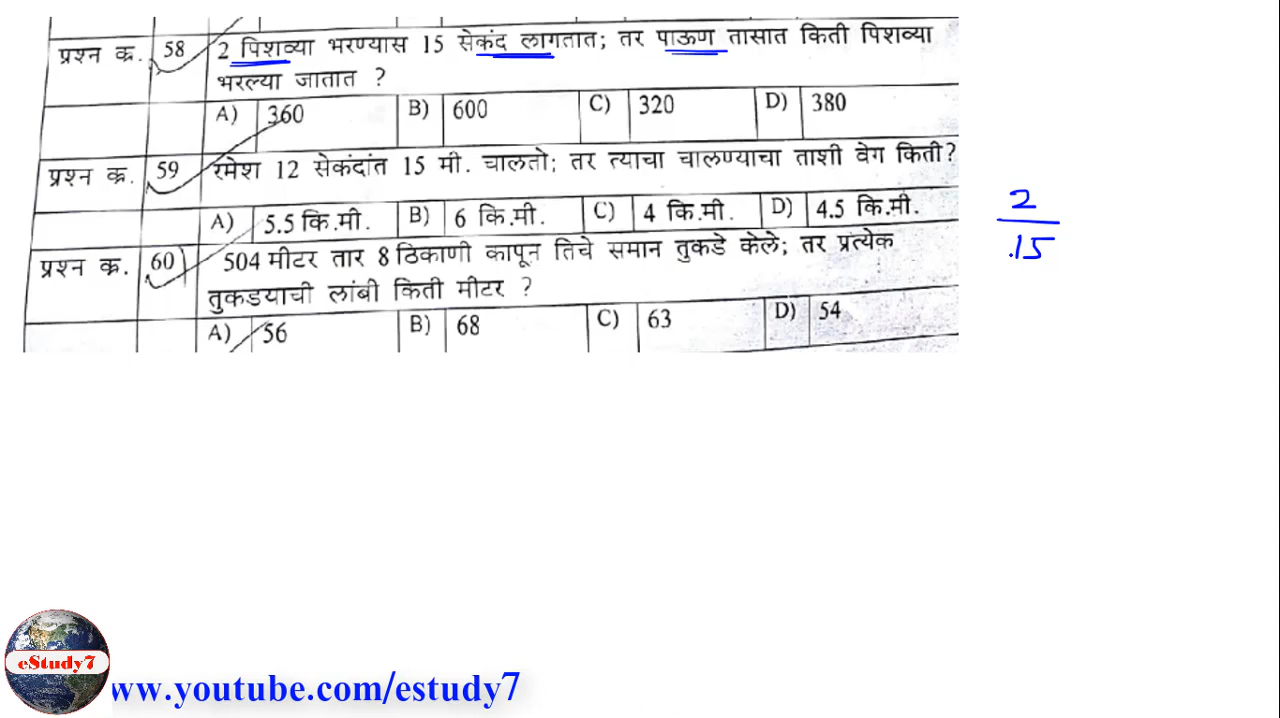 प्रश्न क्र. 58 2 पिशव्या भरण्यास 15 सेकंद लागतात; तर पाऊण तासात किती पिशव्या
भरल्या जातात ?
A) 360 B) 600 C) 320 D) 380
प्रश्न क्र. 59 रमेश 12 सेकंदांत 15 मी. चालतो; तर त्याचा चालण्याचा ताशी वेग किती?
A) 5.5 कि.मी. B) 6 कि.मी. C) 4 कि.मी. D) 4.5 कि.मी.
प्रश्न क्र. 60 504 मीटर तार 8 ठिकाणी कापून तिचे समान तुकडे केले; तर प्रत्येक
तुकडयाची लांबी किती मीटर ?
A) 56 B) 68 C) 63 D) 54
2
15
eStudy7
ww.youtube.com/estudy7